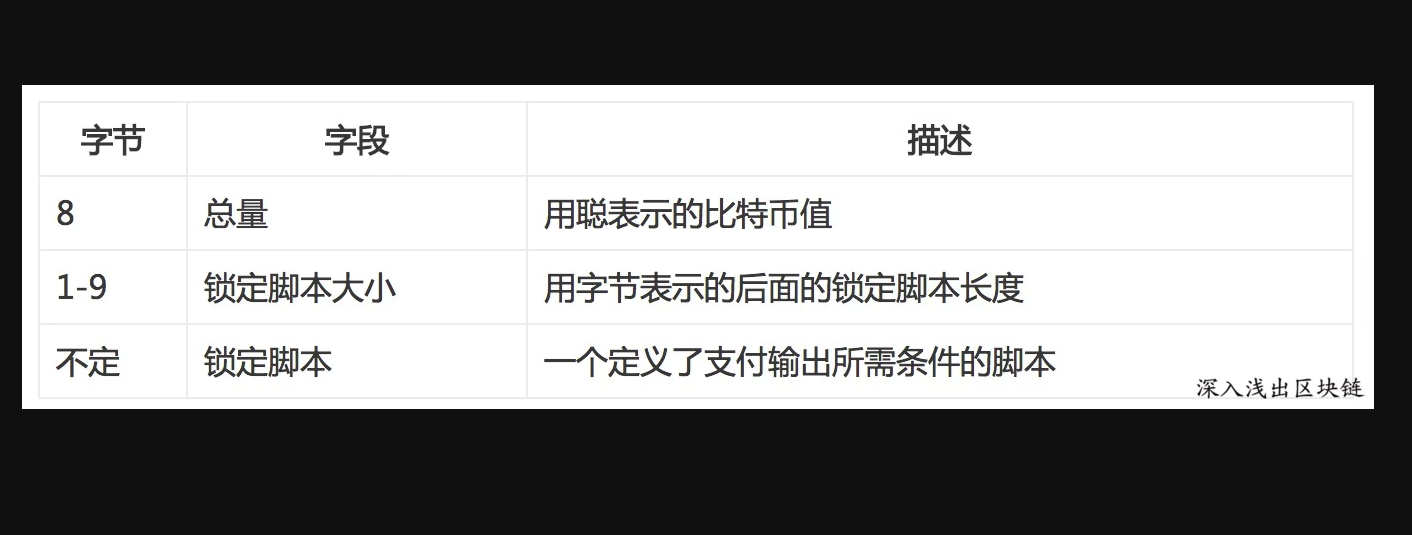 字节 字段 描述
8 总量 用聪表示的比特币值
1-9 锁定脚本大小 用字节表示的后面的锁定脚本长度
不定 锁定脚本 一个定义了支付输出所需条件的脚本
深入浅出区块链